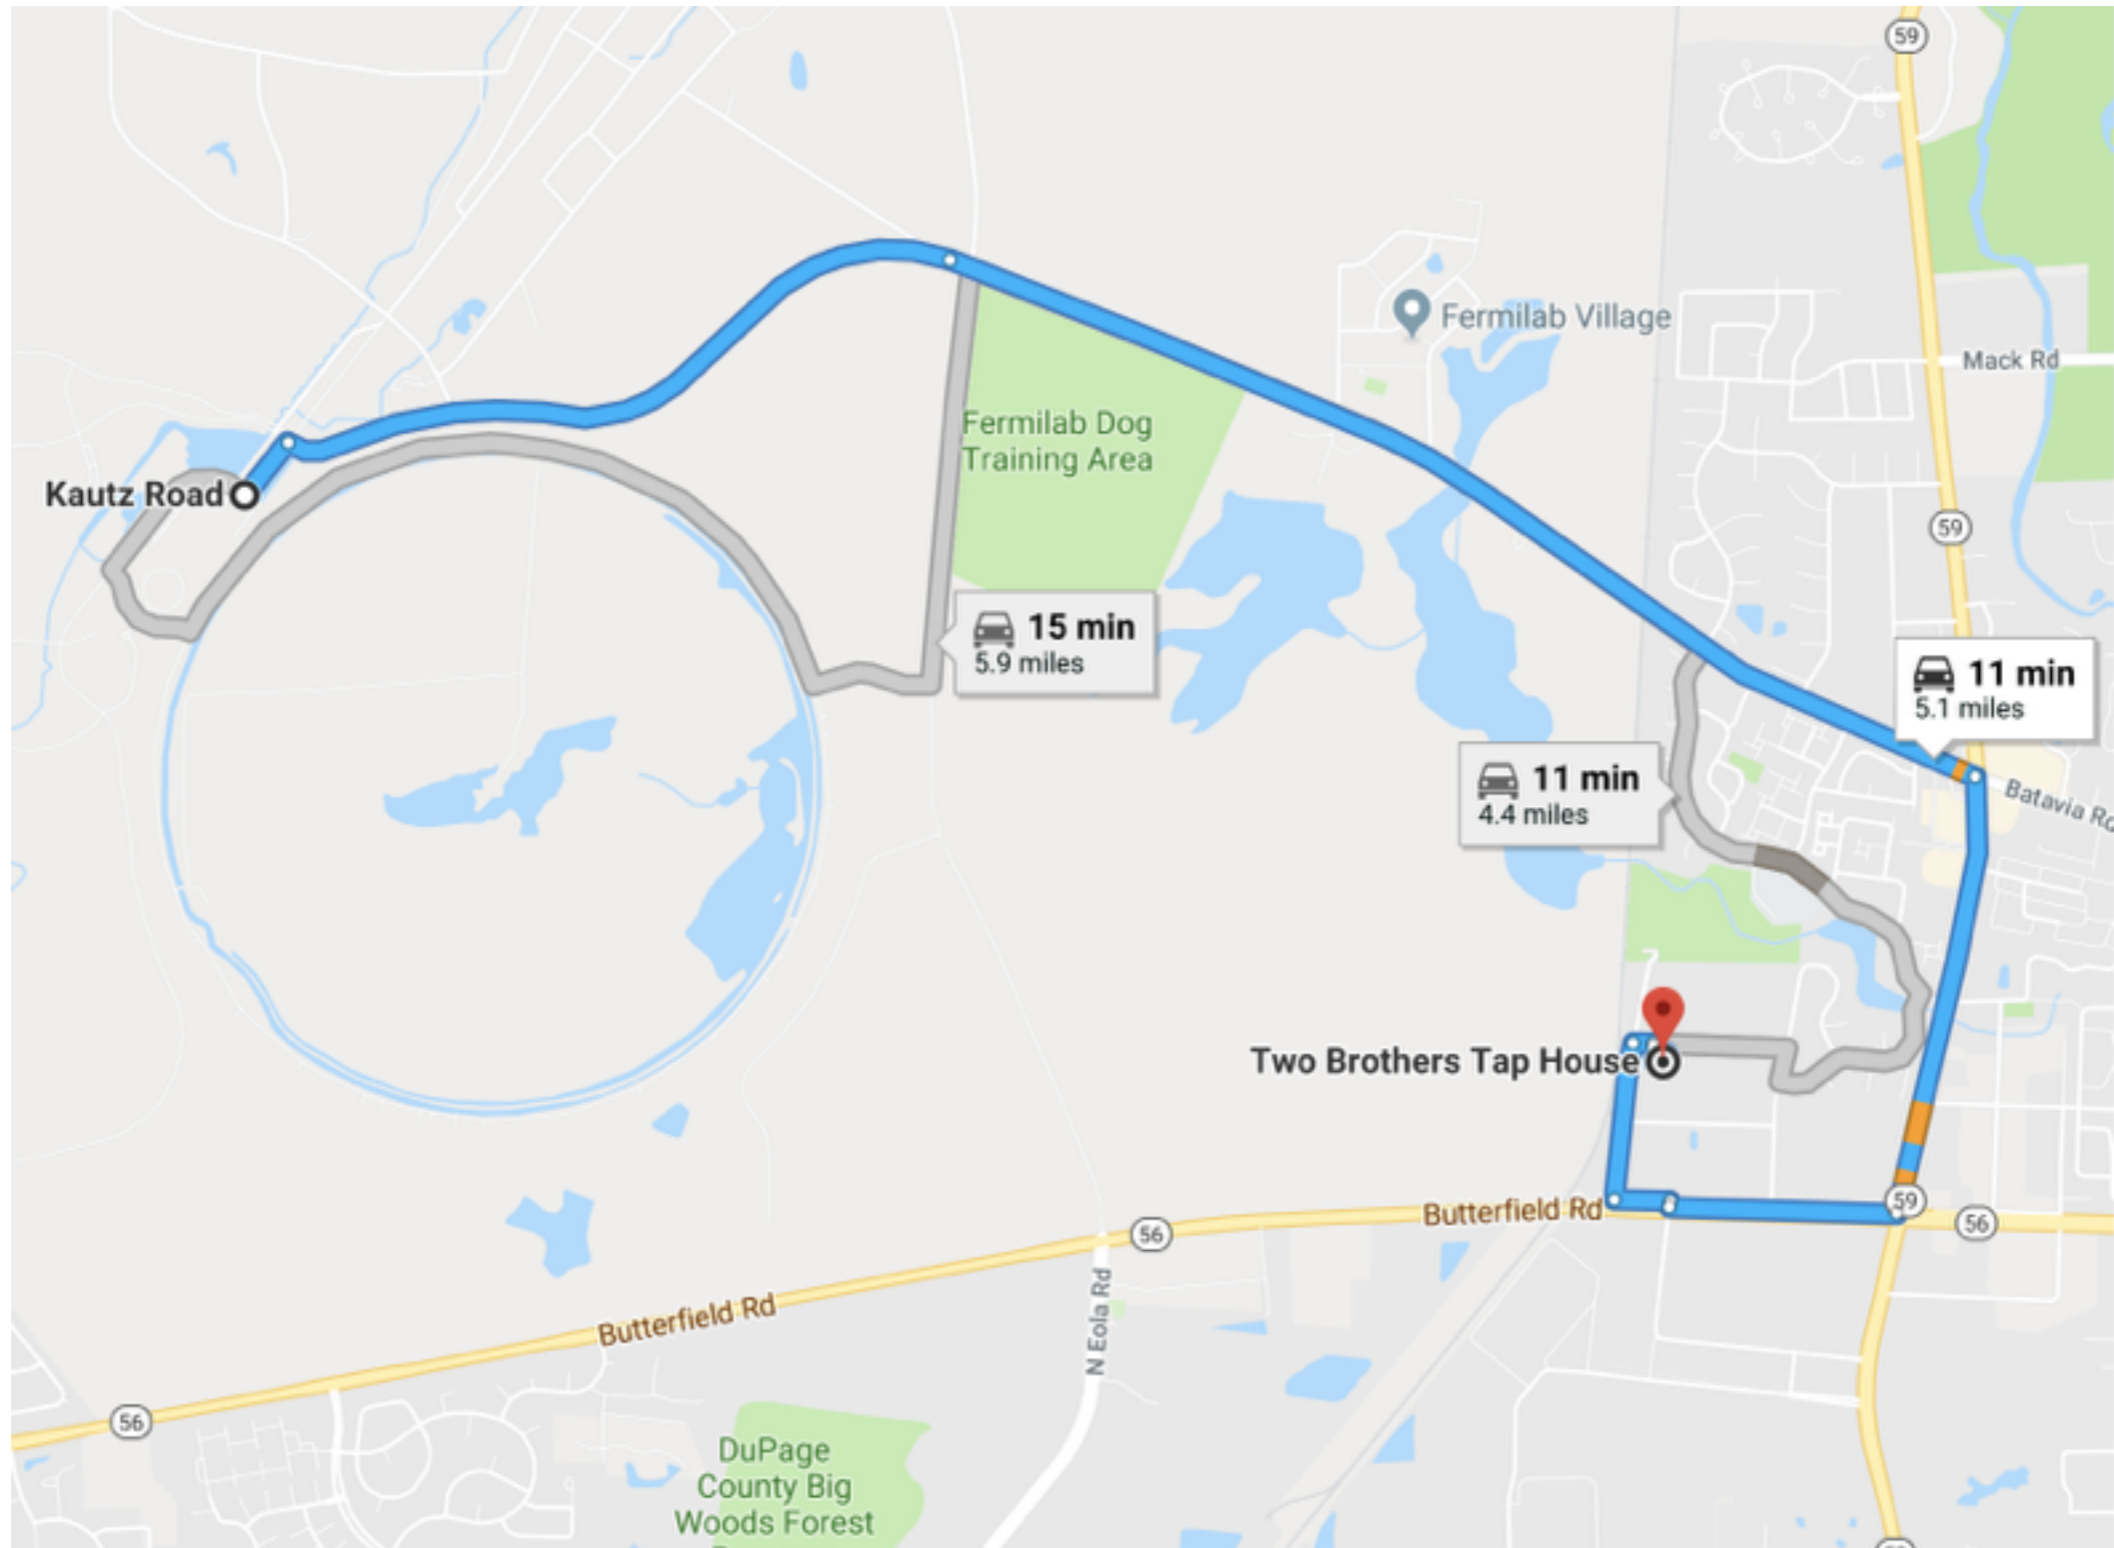 59
Fermilab Village
Mack Rd
Fermilab Dog
Training Area
Kautz Road
59
15 min
5.9 miles
11 min
5.1 miles
11 min
4.4 miles
Batavia Rd
Two Brothers Tap House
59
Butterfield Rd
56
56
N Eola Rd
Butterfield Rd
56
DuPage
County Big
Woods Forest